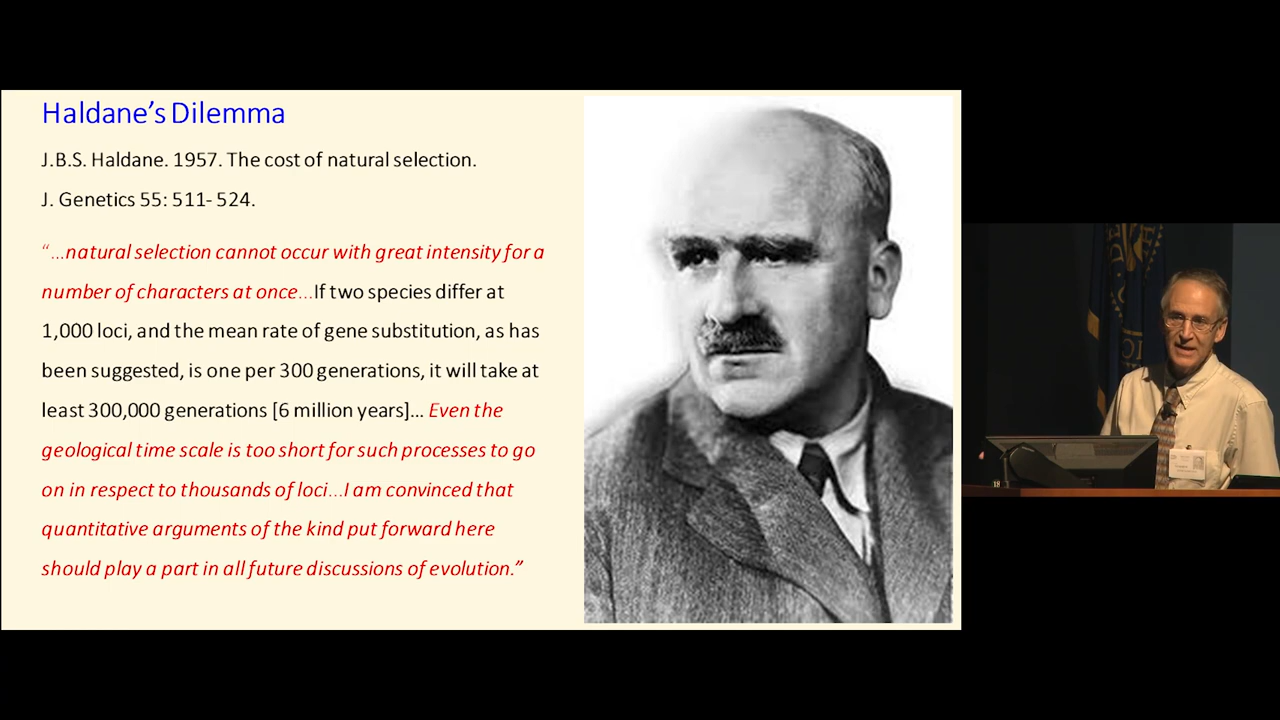 Haldane’s Dilemma
J.B.S. Haldane. 1957. The cost of natural selection.
J. Genetics 55: 511- 524.
“…natural selection cannot occur with great intensity for a
number of characters at once…If two species differ at
1,000 loci, and the mean rate of gene substitution, as has
been suggested, is one per 300 generations, it will take at
least 300,000 generations [6 million years]… Even the
geological time scale is too short for such processes to go
on in respect to thousands of loci…I am convinced that
quantitative arguments of the kind put forward here
should play a part in all future discussions of evolution.”
18